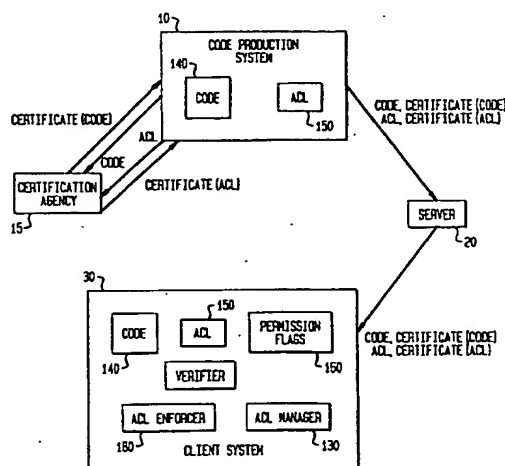 10
CODE PRODUCTION
SYSTEM
140
CODE
ACL
150
CERTIFICATE (CODE)
ACL
CODE
CERTIFICATE (ACL)
CERTIFICATION
AGENCY
15
CODE, CERTIFICATE (CODE)
ACL, CERTIFICATE (ACL)
SERVER
20
30
150
CODE
ACL
PERMISSION
FLAGS
140
160
VERIFIER
CODE, CERTIFICATE (CODE)
ACL, CERTIFICATE (ACL)
ACL ENFORCER
ACL MANAGER
180
130
CLIENT SYSTEM